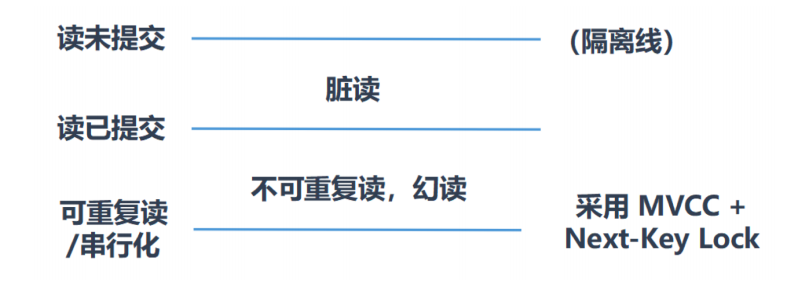 读未提交
（隔离线）
脏读
读已提交
不可重复读，幻读
可重复读
/串行化
采用 MVCC +
Next-Key Lock